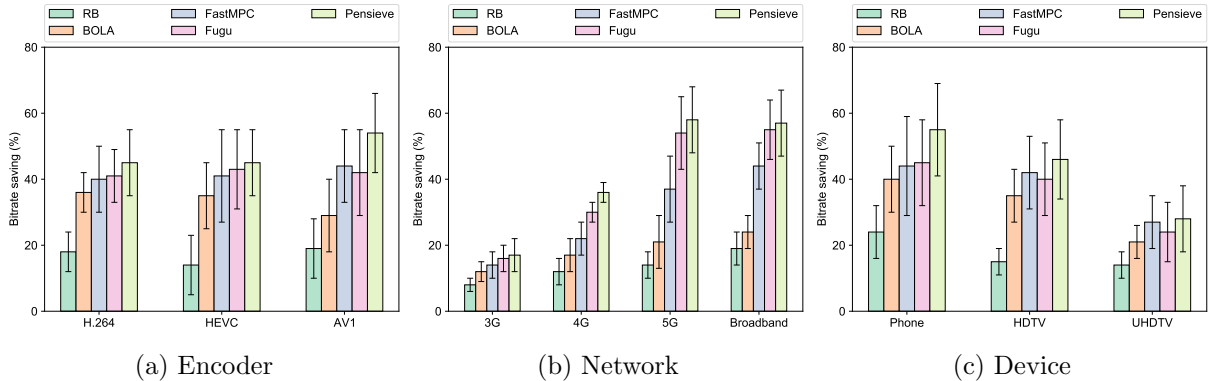 RB FastMPC Pensieve
BOLA Fugu
80
60
40
20
0
Bitrate saving (%)
H.264 HEVC AV1
(a) Encoder
RB FastMPC Pensieve
BOLA Fugu
80
60
40
20
0
Bitrate saving (%)
3G 4G 5G Broadband
(b) Network
RB FastMPC Pensieve
BOLA Fugu
80
60
40
20
0
Bitrate saving (%)
Phone HDTV UHDTV
(c) Device